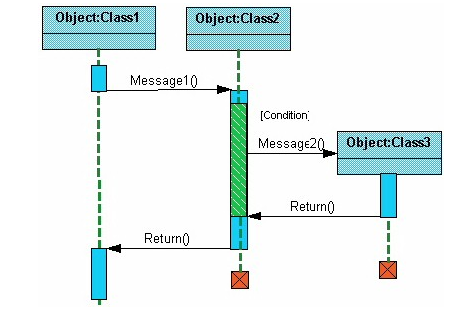 Object:Class1
Object:Class2
Message1()
[Condition]
Message2()
Object:Class3
Return()
Return()